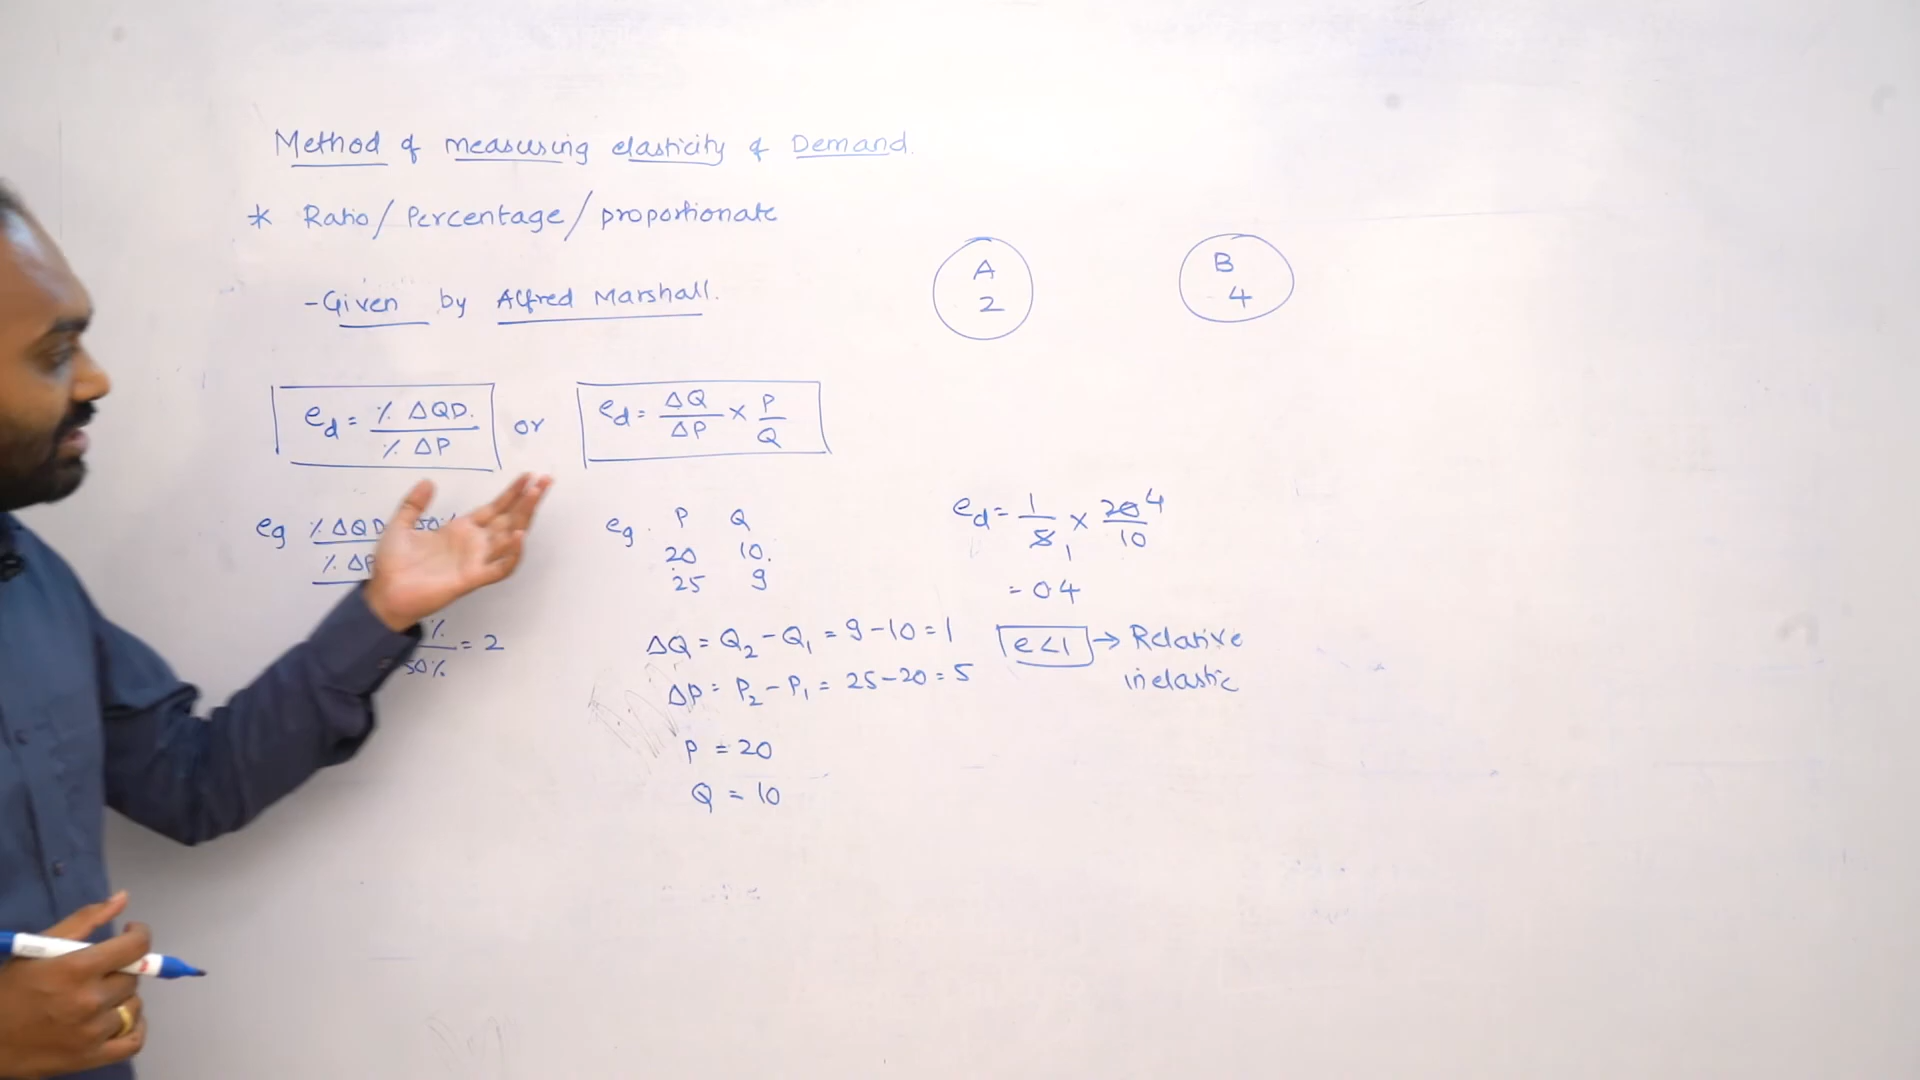 Method of measuring elasticity of Demand.
* Ratio/Percentage/proportionate
- Given by Alfred Marshall.
A
2
B
4
ed = % ΔQD. / % ΔP or ed = ΔQ / ΔP × P / Q
eg % ΔQD
% ΔP
% / 50% = 2
eg. P Q
20 10.
25 9
ΔQ = Q2 - Q1 = 9 - 10 = 1
ΔP = P2 - P1 = 25 - 20 = 5
P = 20
Q = 10
ed = 1 / 5 1 × 20 4 / 10
= 0.4
e < 1 → Relative
inelastic